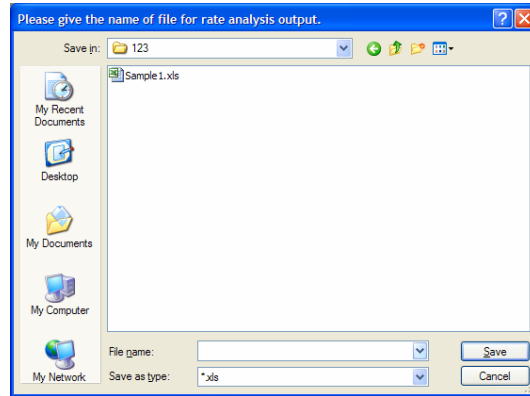 Please give the name of file for rate analysis output.
Save in: 123
Sample1.xls
My Recent
Documents
Desktop
My Documents
My Computer
My Network
File name:
Save
Save as type: *.xls
Cancel